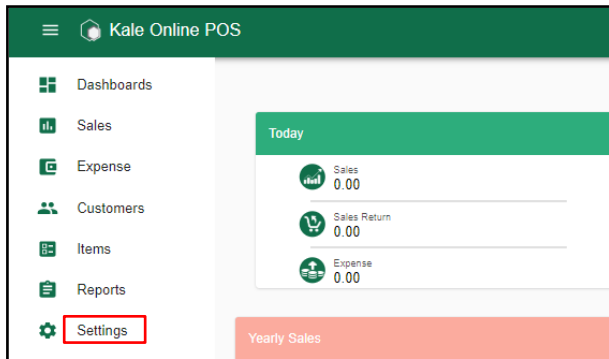 Kale Online POS
Dashboards
Sales
Expense
Customers
Items
Reports
Settings
Today
Sales
0.00
Sales Return
0.00
Expense
0.00
Yearly Sales